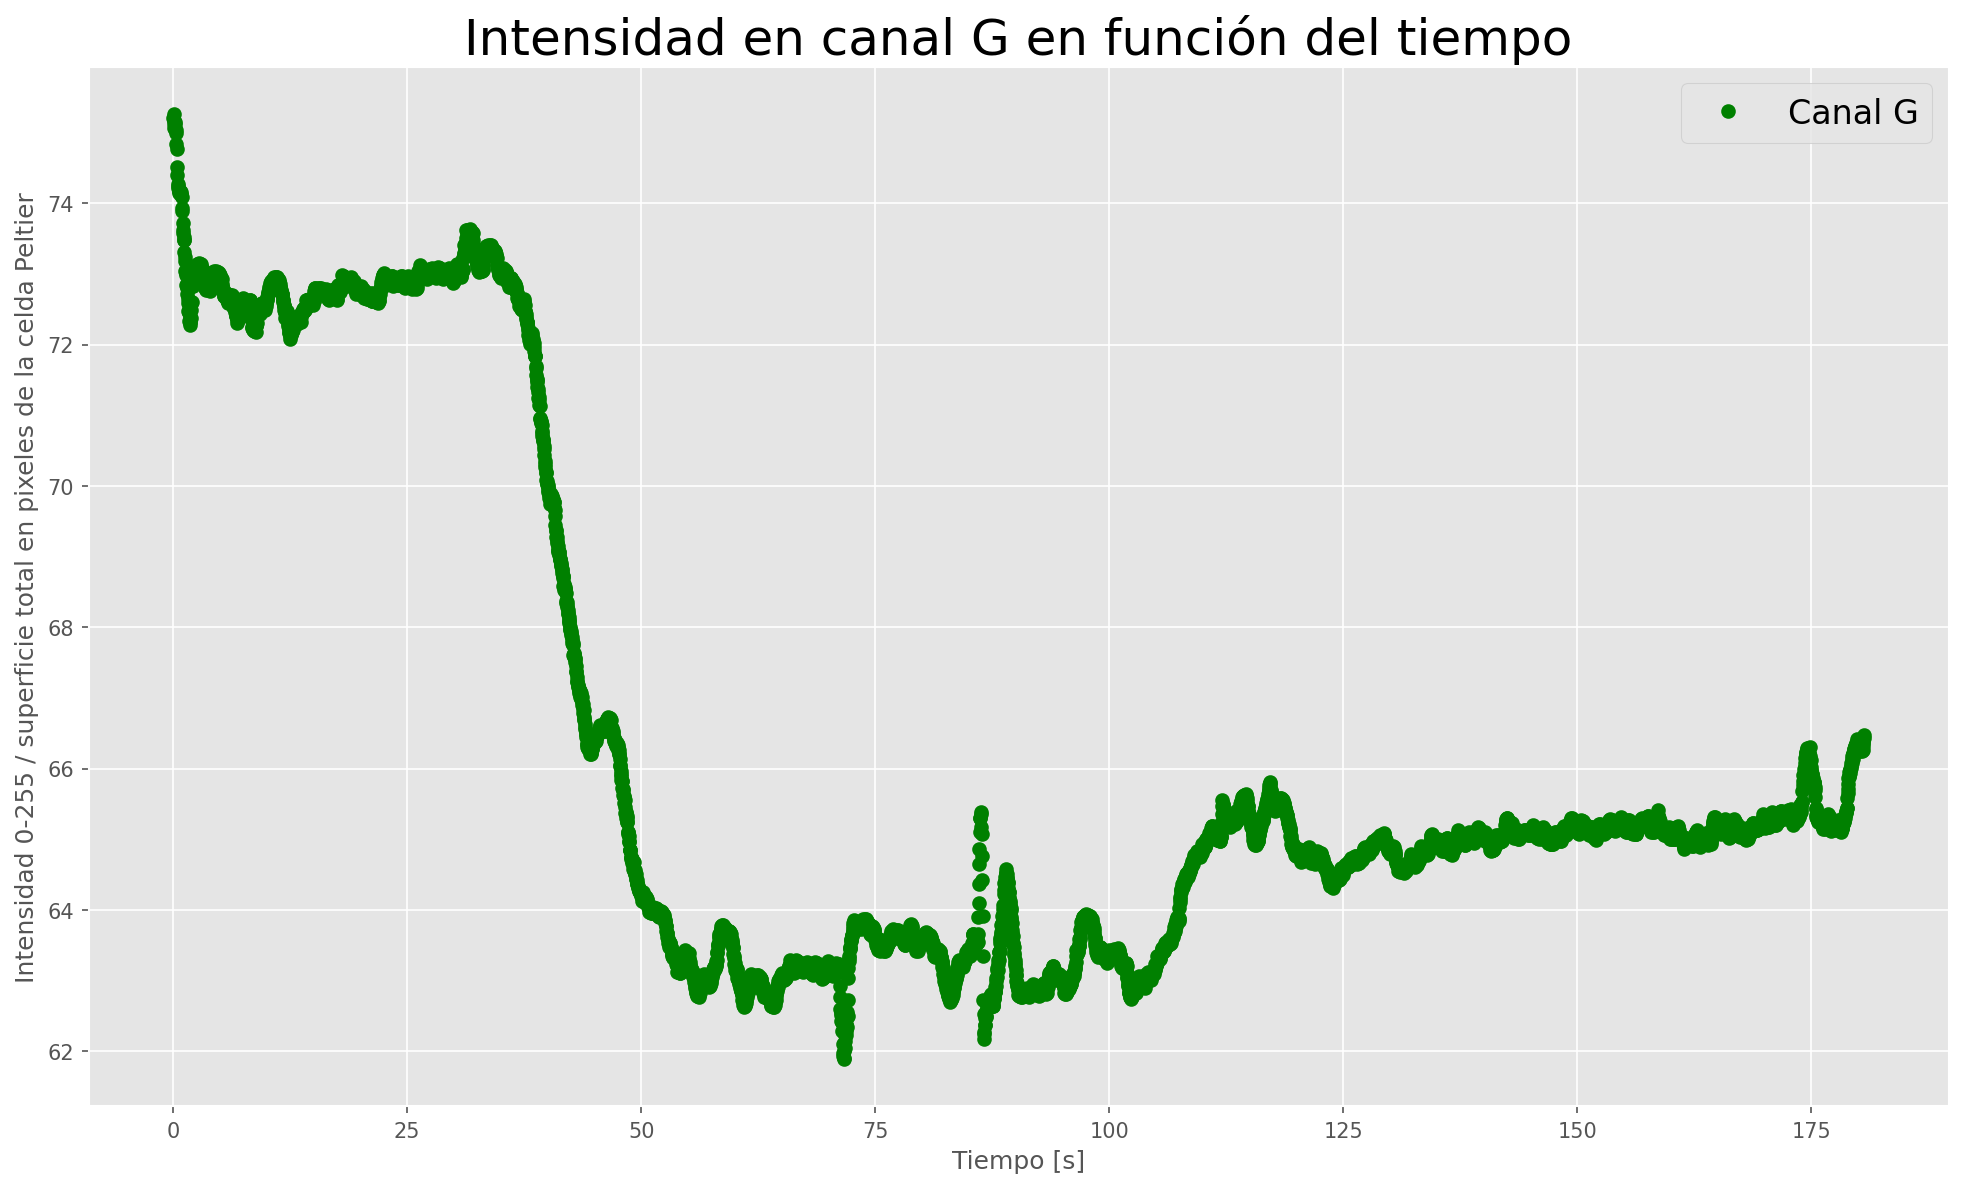 Intensidad en canal G en función del tiempo
Canal G
Intensidad 0-255 / superficie total en pixeles de la celda Peltier
74
72
70
68
66
64
62
0 25 50 75 100 125 150 175
Tiempo [s]